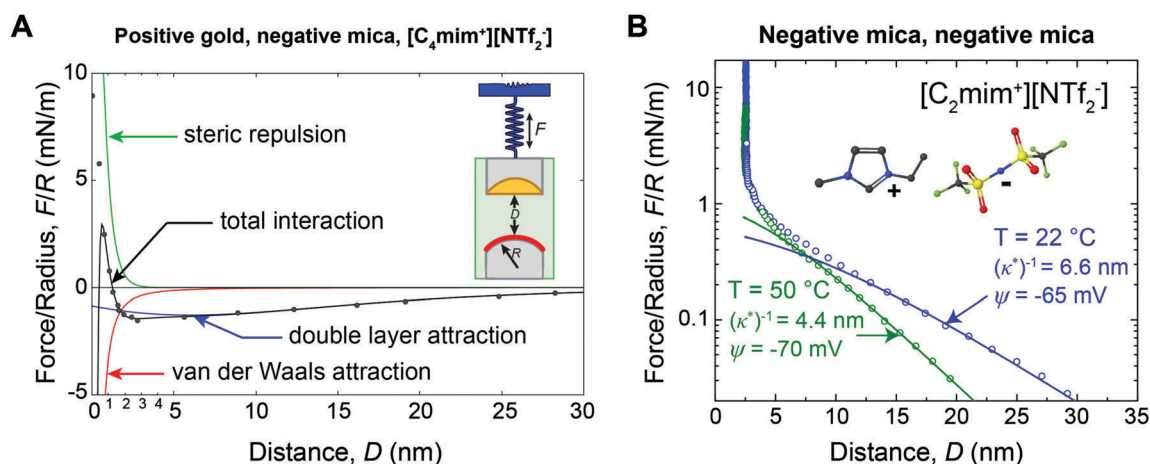 A
Positive gold, negative mica, [C₄mim⁺][NTf₂⁻]
Force/Radius, F/R (mN/m)
10
5
0
-5
steric repulsion
total interaction
double layer attraction
van der Waals attraction
F
D
R
0
1
2
3
4
5
10
15
20
25
30
Distance, D (nm)
B
Negative mica, negative mica
Force/Radius, F/R (mN/m)
10
1
0.1
[C₂mim⁺][NTf₂⁻]
+
-
T = 22 °C
(κ*)⁻¹ = 6.6 nm
ψ = -65 mV
T = 50 °C
(κ*)⁻¹ = 4.4 nm
ψ = -70 mV
0
5
10
15
20
25
30
35
Distance, D (nm)